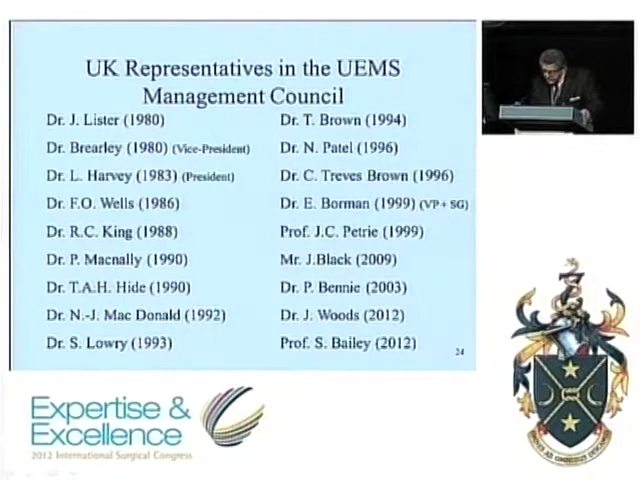 UK Representatives in the UEMS
Management Council
Dr. J. Lister (1980)
Dr. Brearley (1980) (Vice-President)
Dr. L. Harvey (1983) (President)
Dr. F.O. Wells (1986)
Dr. R.C. King (1988)
Dr. P. Macnally (1990)
Dr. T.A.H. Hide (1990)
Dr. N.-J. Mac Donald (1992)
Dr. S. Lowry (1993)
Dr. T. Brown (1994)
Dr. N. Patel (1996)
Dr. C. Treves Brown (1996)
Dr. E. Borman (1999) (VP + SG)
Prof. J.C. Petrie (1999)
Mr. J.Black (2009)
Dr. P. Bennie (2003)
Dr. J. Woods (2012)
Prof. S. Bailey (2012)
24
Expertise &
Excellence
2012 International Surgical Congress